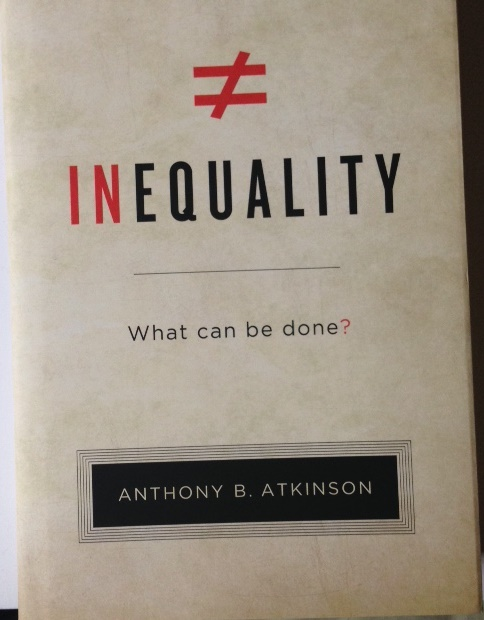 ≠
INEQUALITY
What can be done?
ANTHONY B. ATKINSON